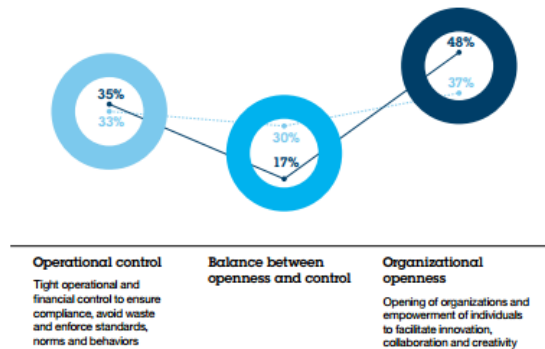 48%
37%
35%
33%
30%
17%
Operational control
Tight operational and
financial control to ensure
compliance, avoid waste
and enforce standards,
norms and behaviors
Balance between
openness and control
Organizational
openness
Opening of organizations and
empowerment of individuals
to facilitate innovation,
collaboration and creativity